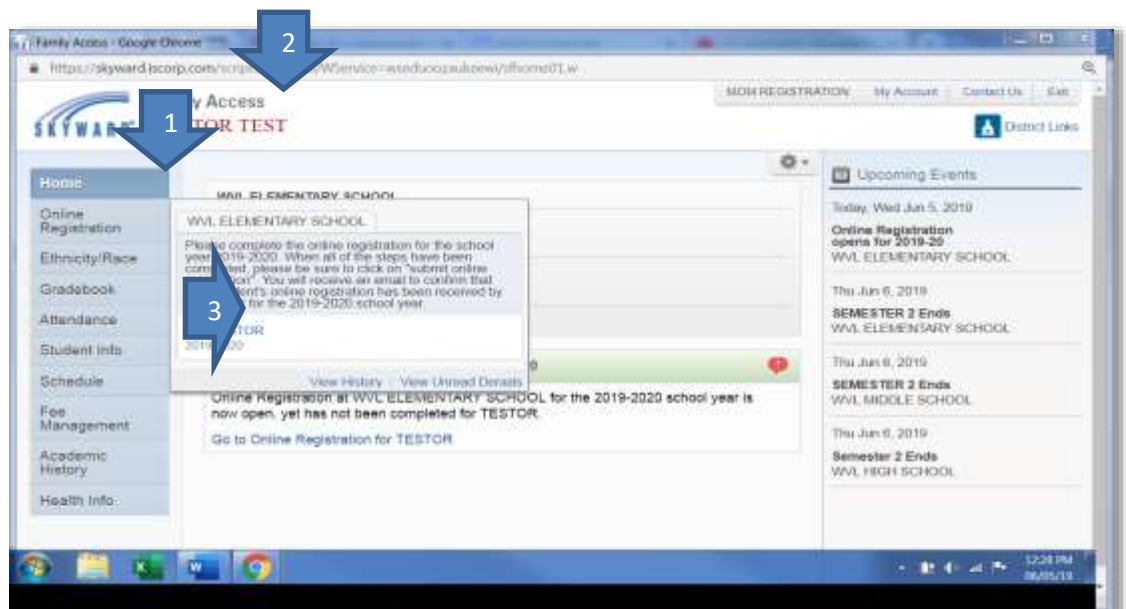 2
Family Access - Google Chrome
https://skyward.iscorp.com/
MOM REGISTRATION My Account Contact Us Exit
y Access
SKYWARD
1
TOR TEST
District Links
Home
Online
Registration
Ethnicity/Race
Gradebook
Attendance
Student Info
Schedule
Fee
Management
Academic
History
Health Info
WVL ELEMENTARY SCHOOL
WVL ELEMENTARY SCHOOL
Please complete the online registration for the school
year 2019-2020. When all of the steps have been
completed, please be sure to click on "submit online
You will receive an email to confirm that
dent's online registration has been received by
for the 2019-2020 school year.
3
TOR
View History View Unread Denials
Online Registration at WVL ELEMENTARY SCHOOL for the 2019-2020 school year is
now open, yet has not been completed for TESTOR.
Go to Online Registration for TESTOR
Upcoming Events
Today, Wed Jun 5, 2019
Online Registration
opens for 2019-20
WVL ELEMENTARY SCHOOL
Thu Jun 6, 2019
SEMESTER 2 Ends
WVL ELEMENTARY SCHOOL
Thu Jun 6, 2019
SEMESTER 2 Ends
WVL MIDDLE SCHOOL
Thu Jun 6, 2019
Semester 2 Ends
WVL HIGH SCHOOL
12:28 PM
06/05/19